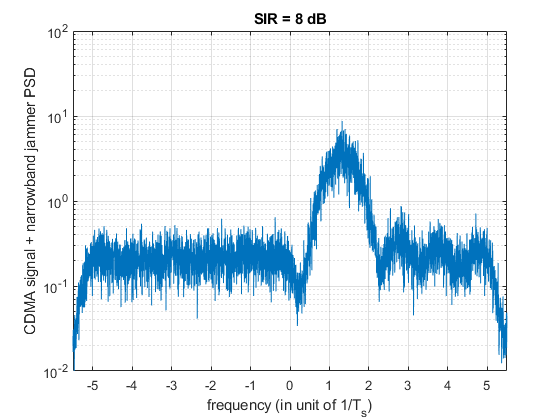 SIR = 8 dB
CDMA signal + narrowband jammer PSD
10^2
10^1
10^0
10^-1
10^-2
-5 -4 -3 -2 -1 0 1 2 3 4 5
frequency (in unit of 1/T_s)